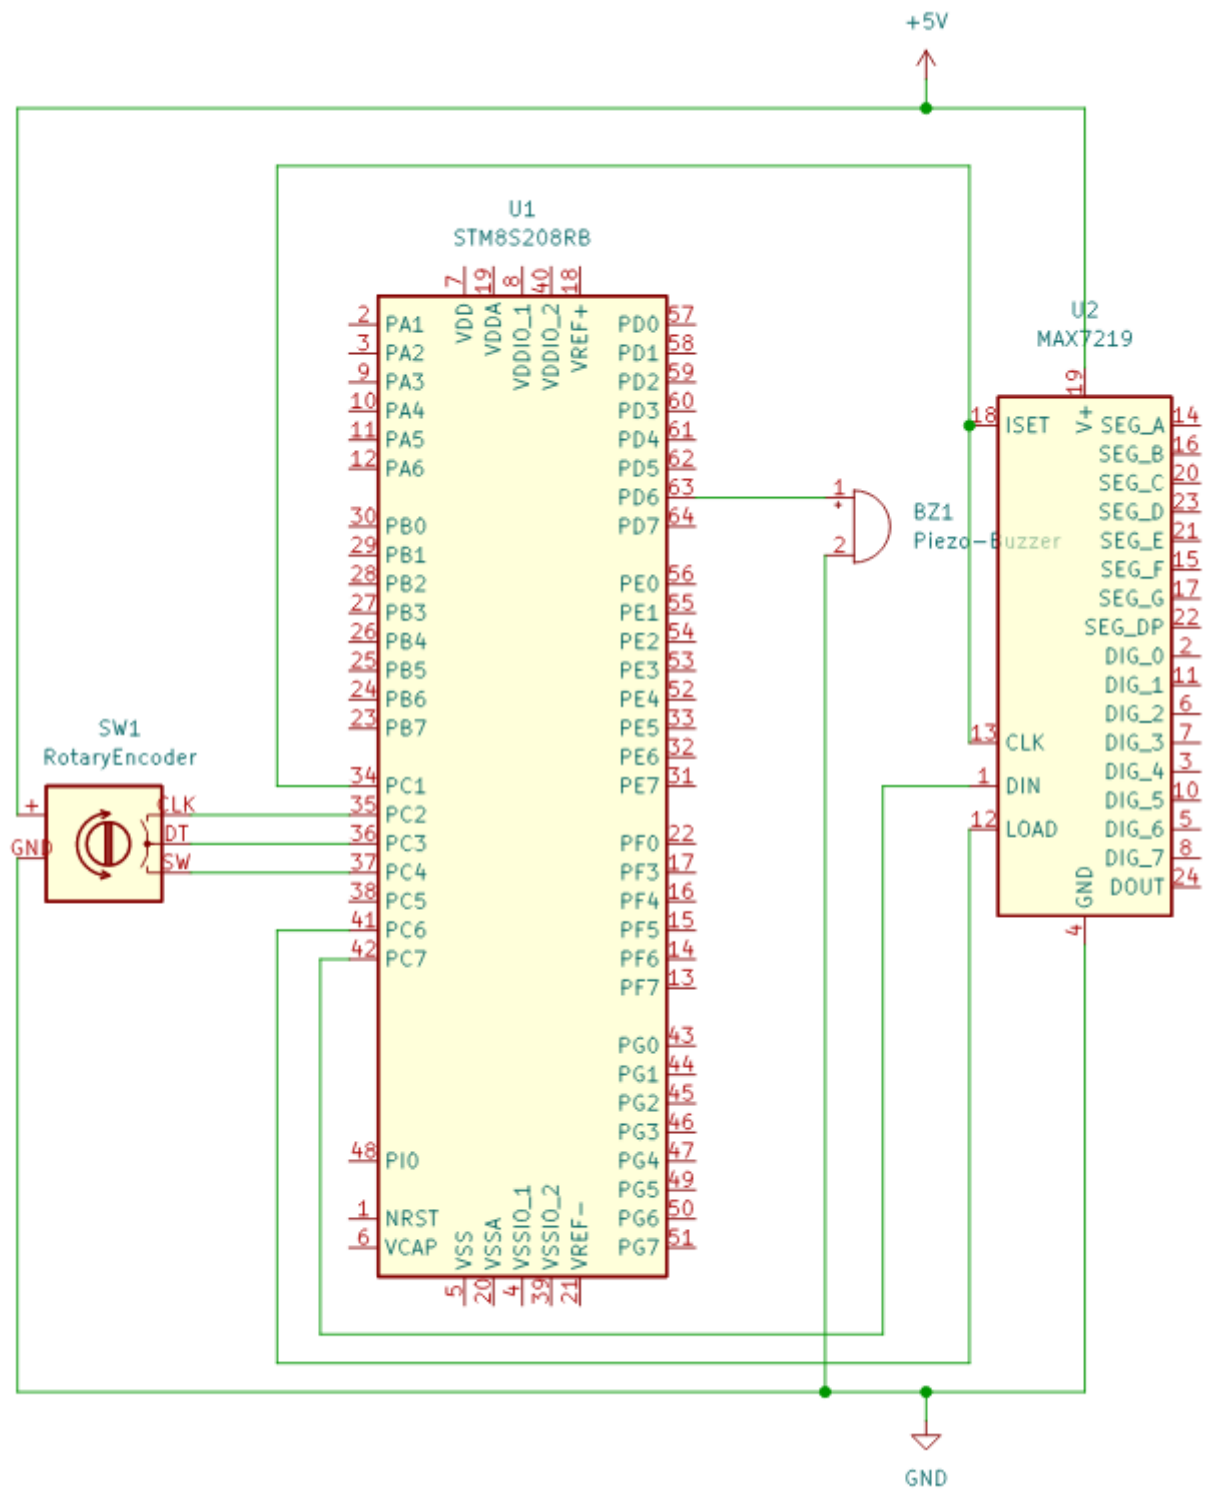 +5V
U1
STM8S208RB
7
19
8
40
18
VDD
VDDA
VDDIO_1
VDDIO_2
VREF+
2 PA1
3 PA2
9 PA3
10 PA4
11 PA5
12 PA6
30 PB0
29 PB1
28 PB2
27 PB3
26 PB4
25 PB5
24 PB6
23 PB7
34 PC1
35 PC2
36 PC3
37 PC4
38 PC5
41 PC6
42 PC7
48 PI0
1 NRST
6 VCAP
PD0 57
PD1 58
PD2 59
PD3 60
PD4 61
PD5 62
PD6 63
PD7 64
PE0 56
PE1 55
PE2 54
PE3 53
PE4 52
PE5 33
PE6 32
PE7 31
PF0 22
PF3 17
PF4 16
PF5 15
PF6 14
PF7 13
PG0 43
PG1 44
PG2 45
PG3 46
PG4 47
PG5 49
PG6 50
PG7 51
VSS
VSSA
VSSIO_1
VSSIO_2
VREF-
5
20
4
39
21
SW1
RotaryEncoder
+
GND
CLK
DT
SW
1
+
2
BZ1
Piezo-Buzzer
U2
MAX7219
19
V+
18 ISET
13 CLK
1 DIN
12 LOAD
SEG_A 14
SEG_B 16
SEG_C 20
SEG_D 23
SEG_E 21
SEG_F 15
SEG_G 17
SEG_DP 22
DIG_0 2
DIG_1 11
DIG_2 6
DIG_3 7
DIG_4 3
DIG_5 10
DIG_6 5
DIG_7 8
DOUT 24
GND
4
GND